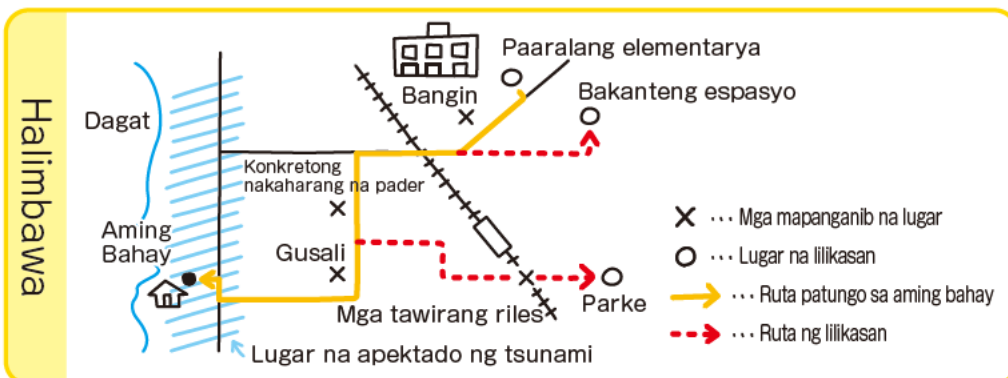 Halimbawa
Paaralang elementarya
Bangin
Bakanteng espasyo
Dagat
Konkretong
nakaharang na pader
Aming
Bahay
Gusali
Mga tawirang riles
Parke
Lugar na apektado ng tsunami
... Mga mapanganib na lugar
... Lugar na lilikasan
... Ruta patungo sa aming bahay
... Ruta ng lilikasan